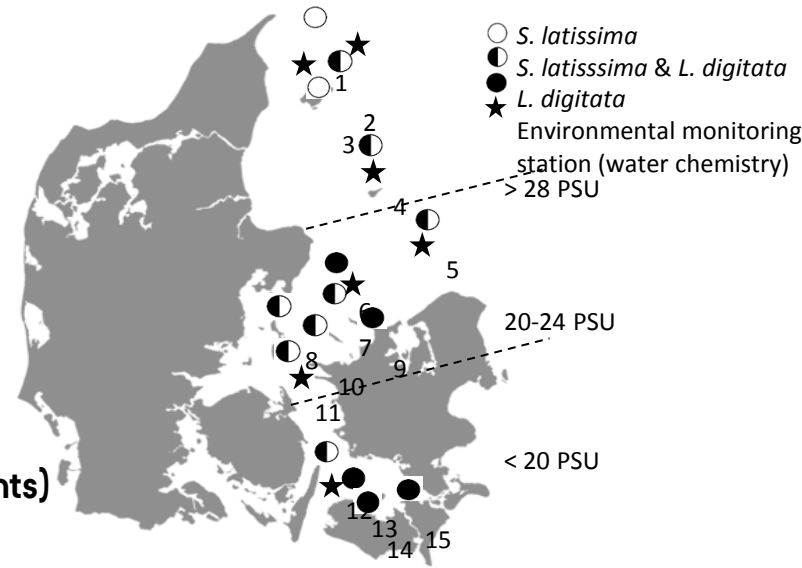 S. latissima
S. latisssima & L. digitata
L. digitata
Environmental monitoring
station (water chemistry)
> 28 PSU
1
2
3
4
5
6
20-24 PSU
7
8
9
10
11
< 20 PSU
nts)
12
13
14
15